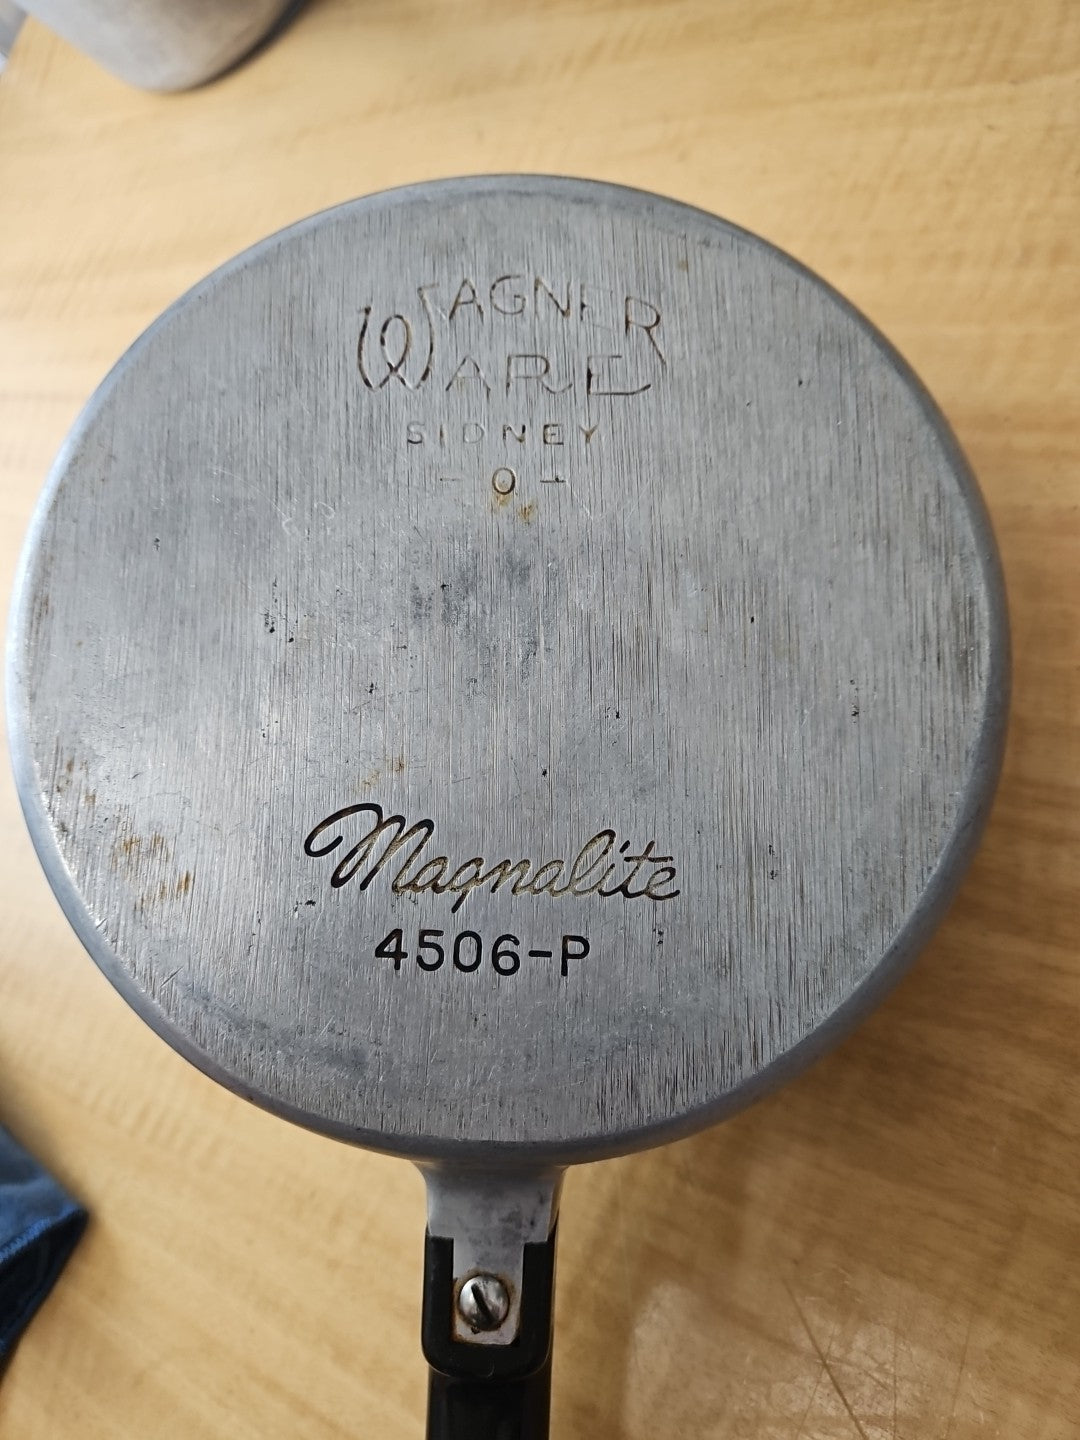 WAGNER
WARE
SIDNEY
-O-
Magnalite
4506-P